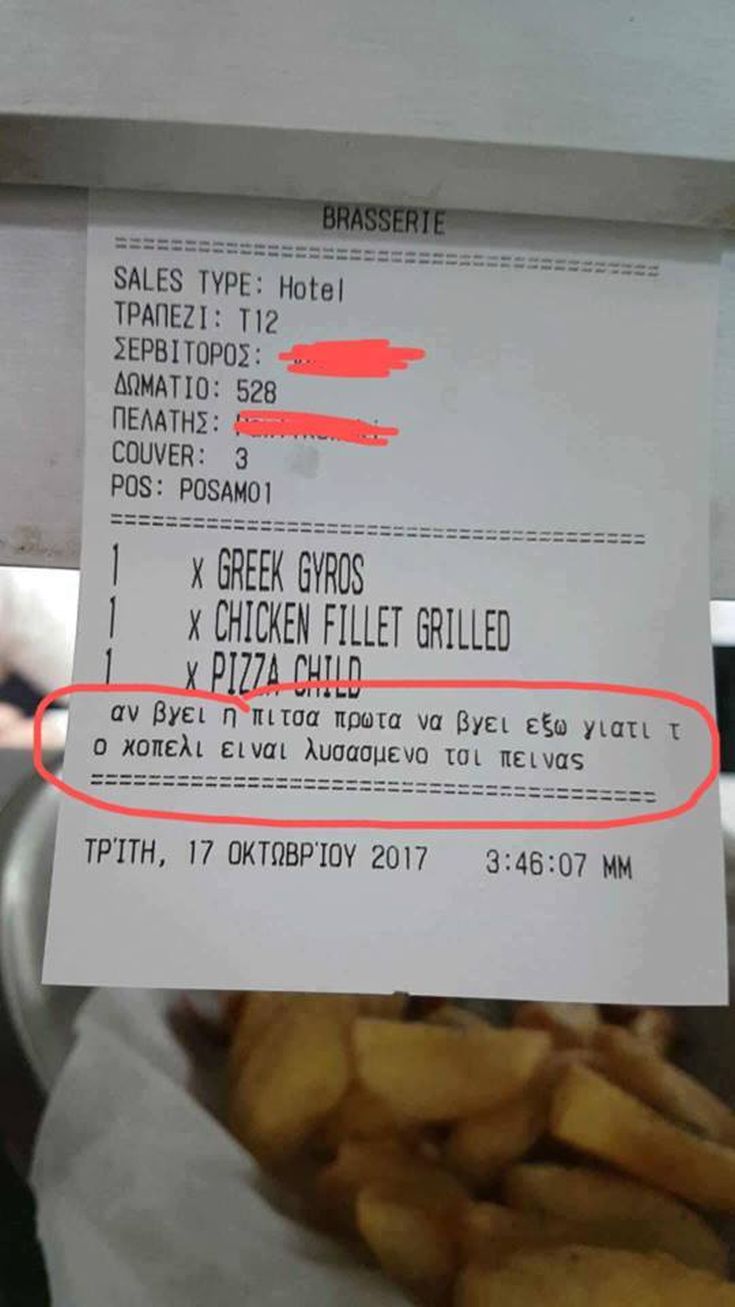 BRASSERIE
========================================
SALES TYPE: Hotel
ΤΡΑΠΕΖΙ: T12
ΣΕΡΒΙΤΟΡΟΣ:
ΔΩΜΑΤΙΟ: 528
ΠΕΛΑΤΗΣ:
COUVER: 3
POS: POSAM01
========================================
1 x GREEK GYROS
1 x CHICKEN FILLET GRILLED
1 x PIZZA CHILD
αν βγει η πιτσα πρωτα να βγει εξω γιατι τ
ο κοπελι ειναι λυσασμενο τσι πεινας
========================================
ΤΡΊΤΗ, 17 ΟΚΤΩΒΡΊΟΥ 2017 3:46:07 ΜΜ